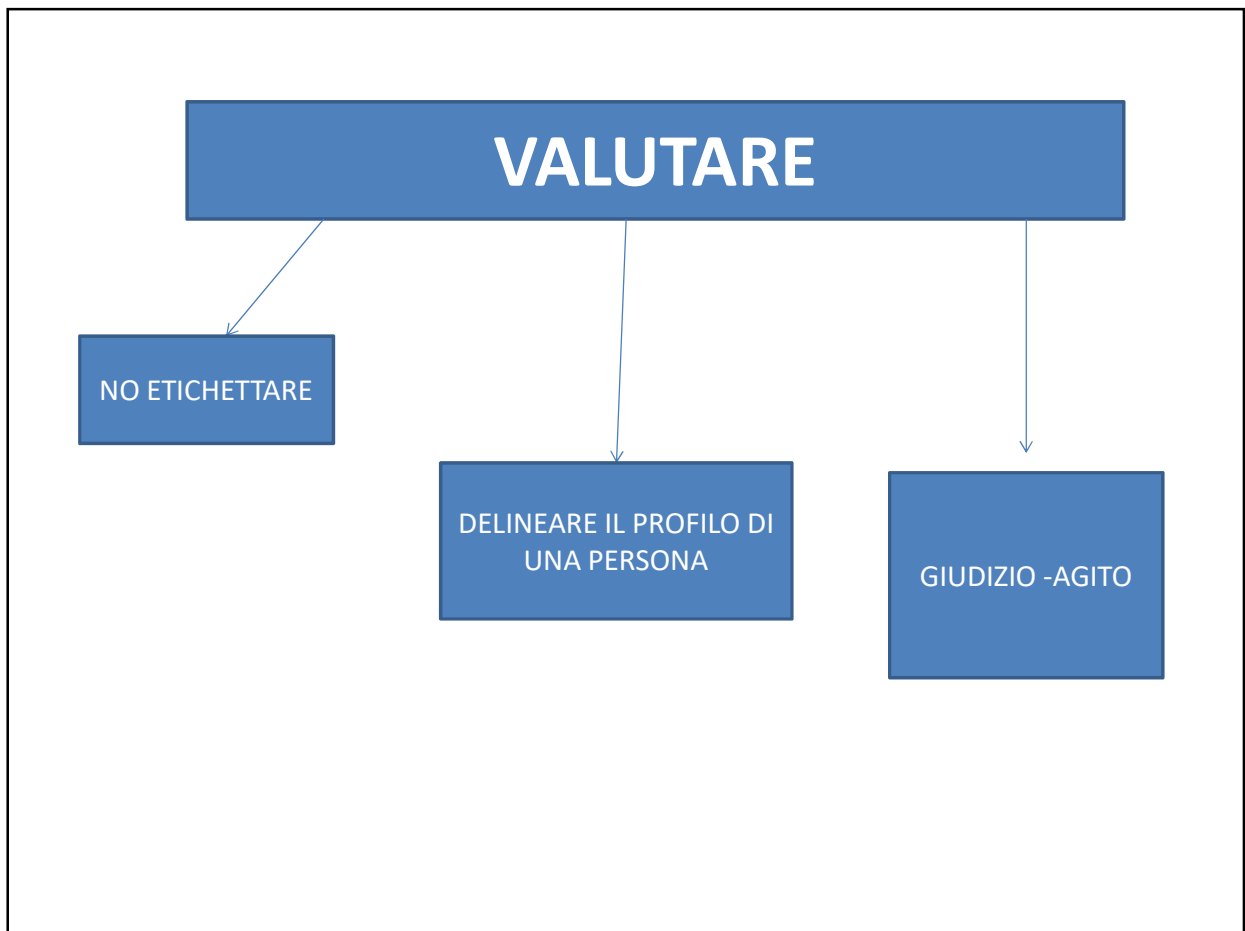 VALUTARE
NO ETICHETTARE
DELINEARE IL PROFILO DI
UNA PERSONA
GIUDIZIO -AGITO